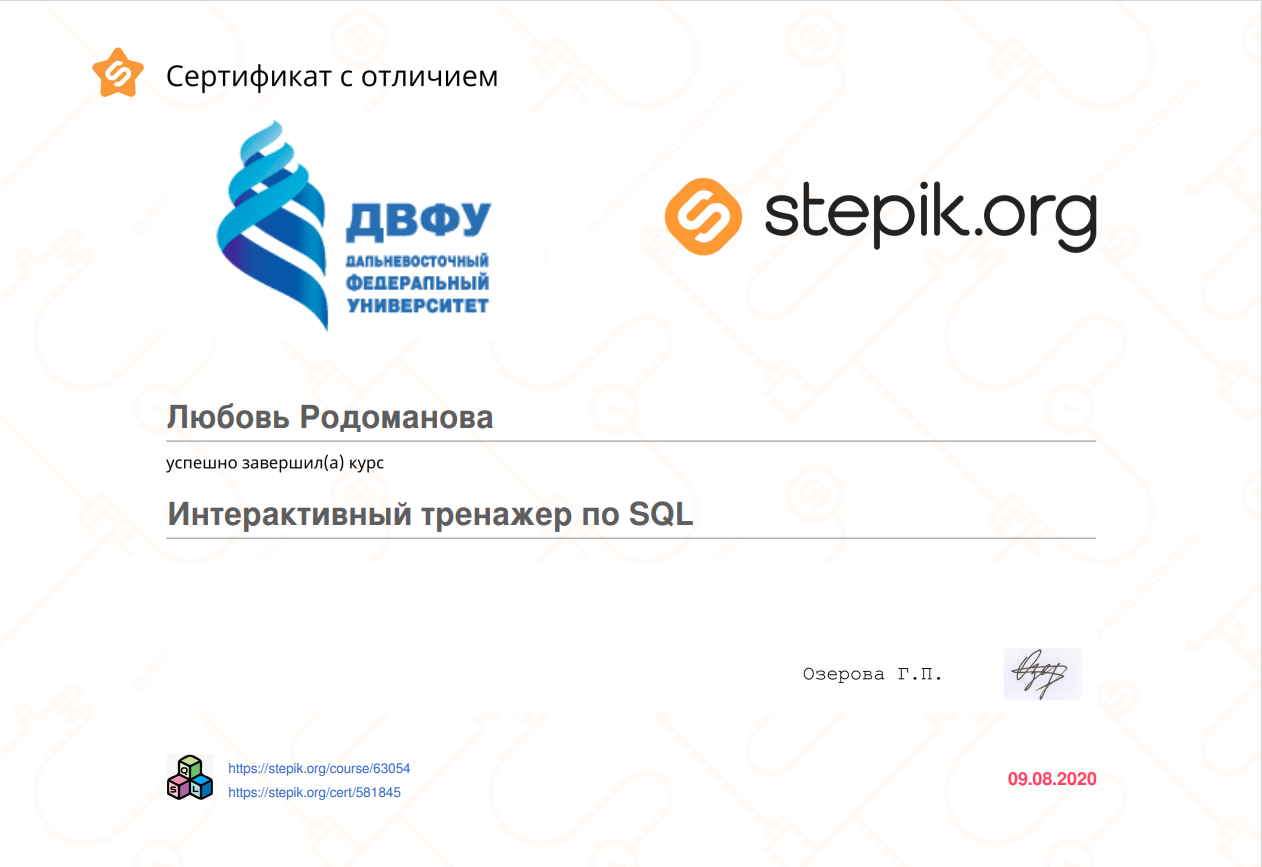 Сертификат с отличием
ДВФУ
ДАЛЬНЕВОСТОЧНЫЙ
ФЕДЕРАЛЬНЫЙ
УНИВЕРСИТЕТ
stepik.org
Любовь Родоманова
успешно завершил(а) курс
Интерактивный тренажер по SQL
Озерова Г.П.
Q
S L
https://stepik.org/course/63054
https://stepik.org/cert/581845
09.08.2020